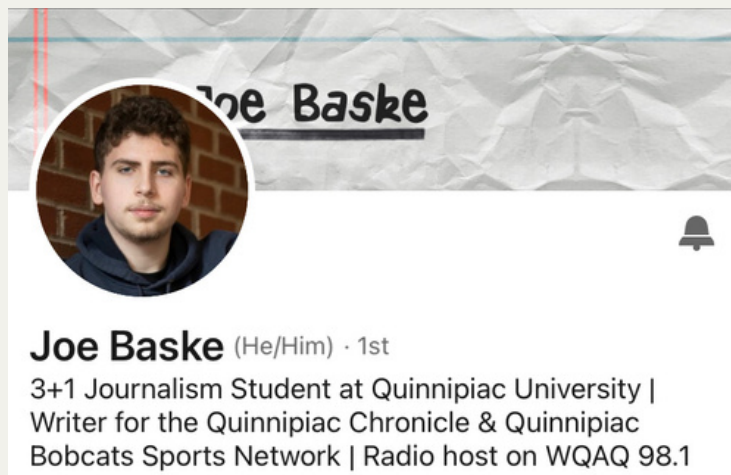 Joe Baske
Joe Baske (He/Him) · 1st
3+1 Journalism Student at Quinnipiac University |
Writer for the Quinnipiac Chronicle & Quinnipiac
Bobcats Sports Network | Radio host on WQAQ 98.1